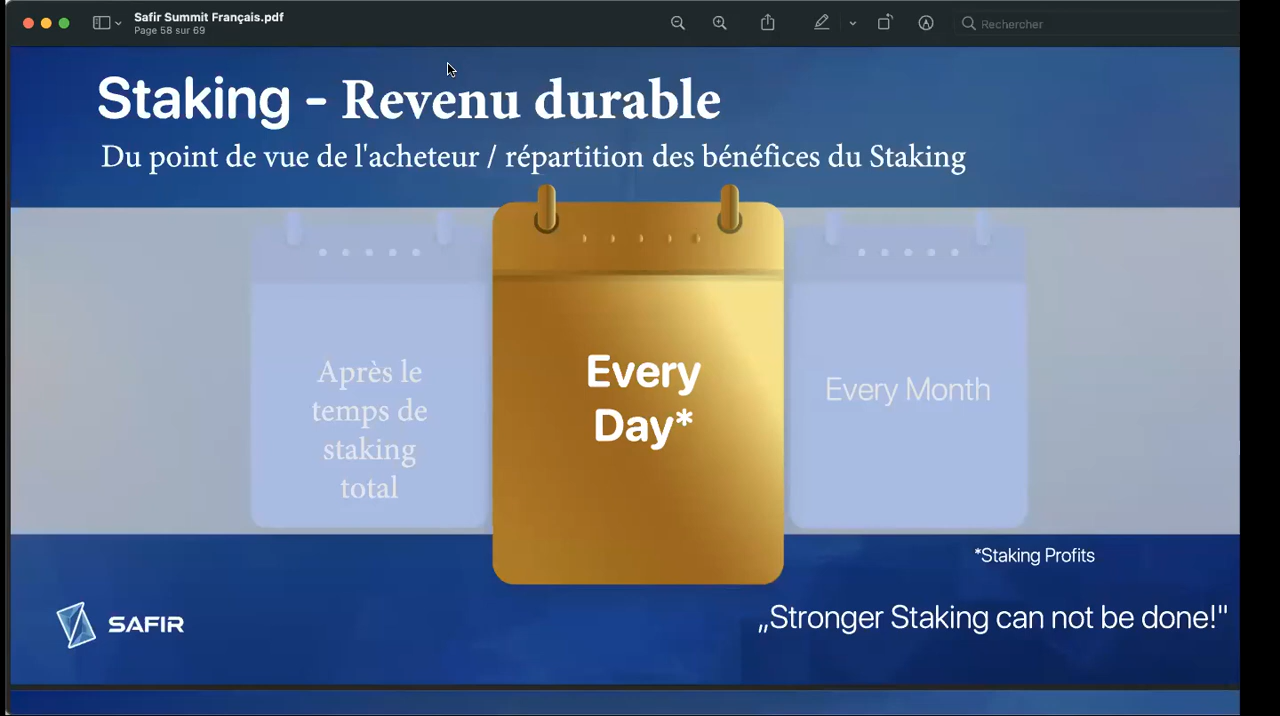 Safir Summit Français.pdf
Page 58 sur 69
Rechercher
Staking - Revenu durable
Du point de vue de l'acheteur / répartition des bénéfices du Staking
Après le
temps de
staking
total
Every
Day*
Every Month
*Staking Profits
SAFIR
„Stronger Staking can not be done!"